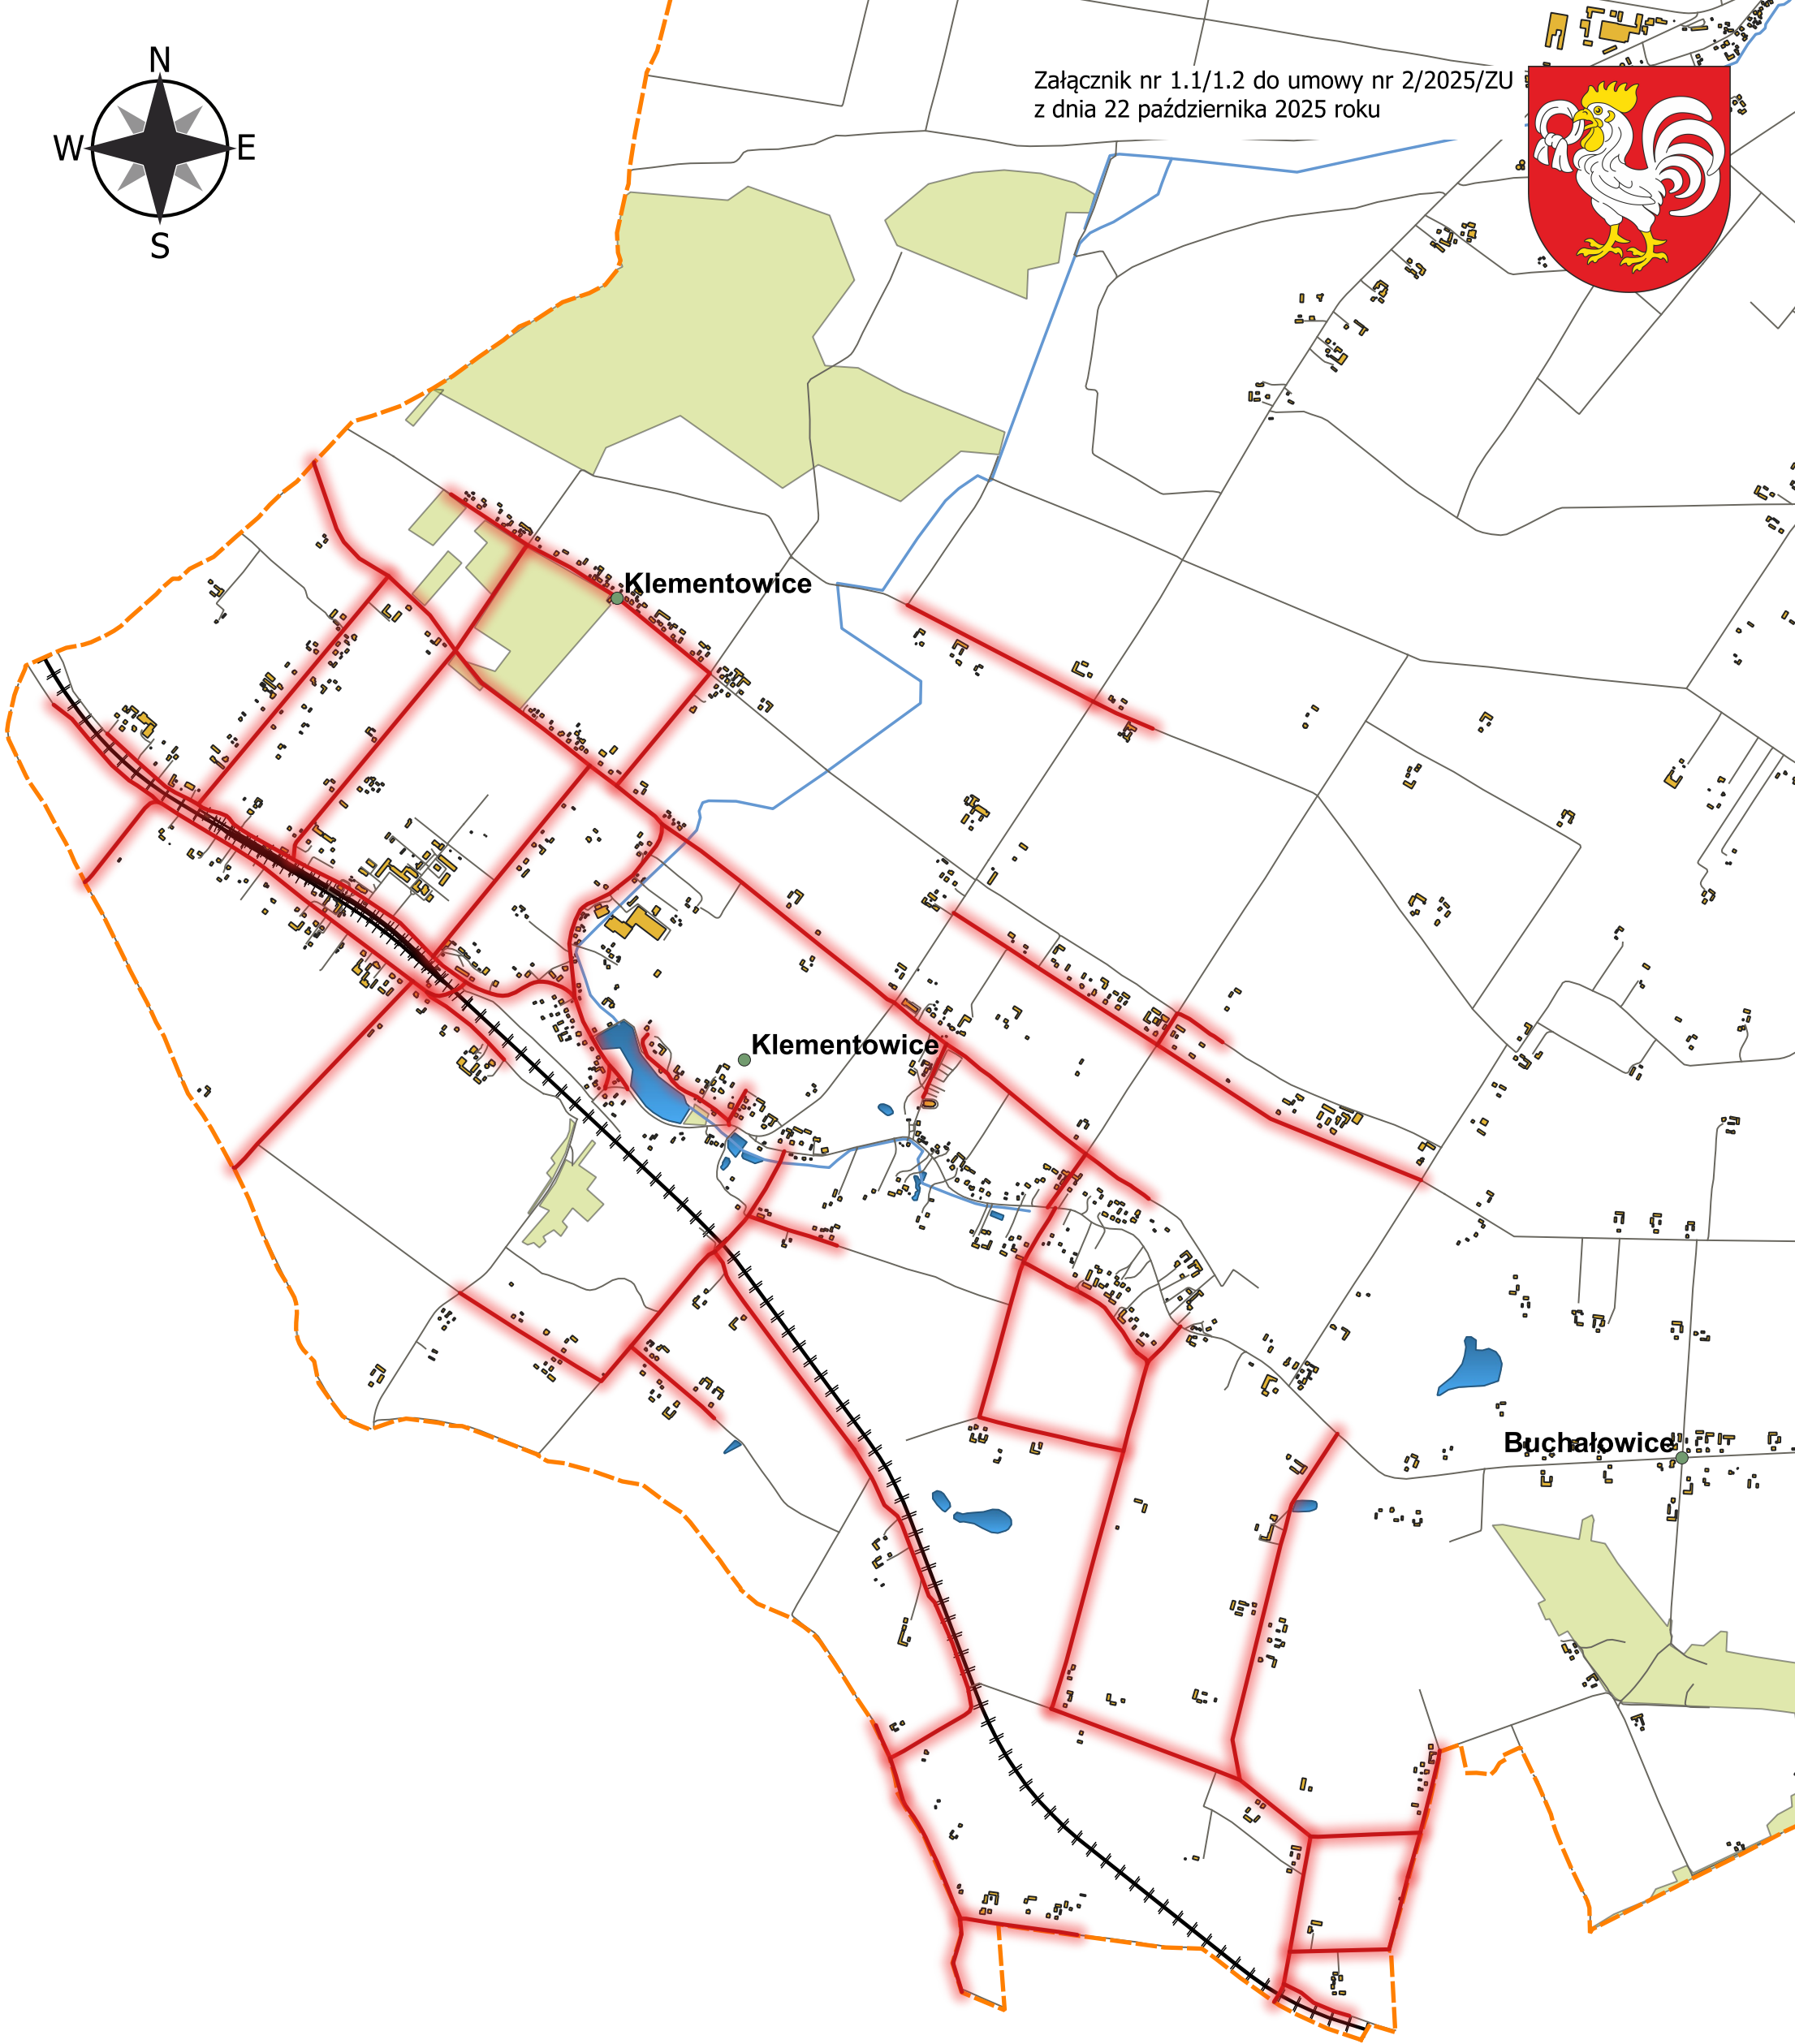 N
W E
S
Załącznik nr 1.1/1.2 do umowy nr 2/2025/ZU
z dnia 22 października 2025 roku
Klementowice
Klementowice
Buchałowice